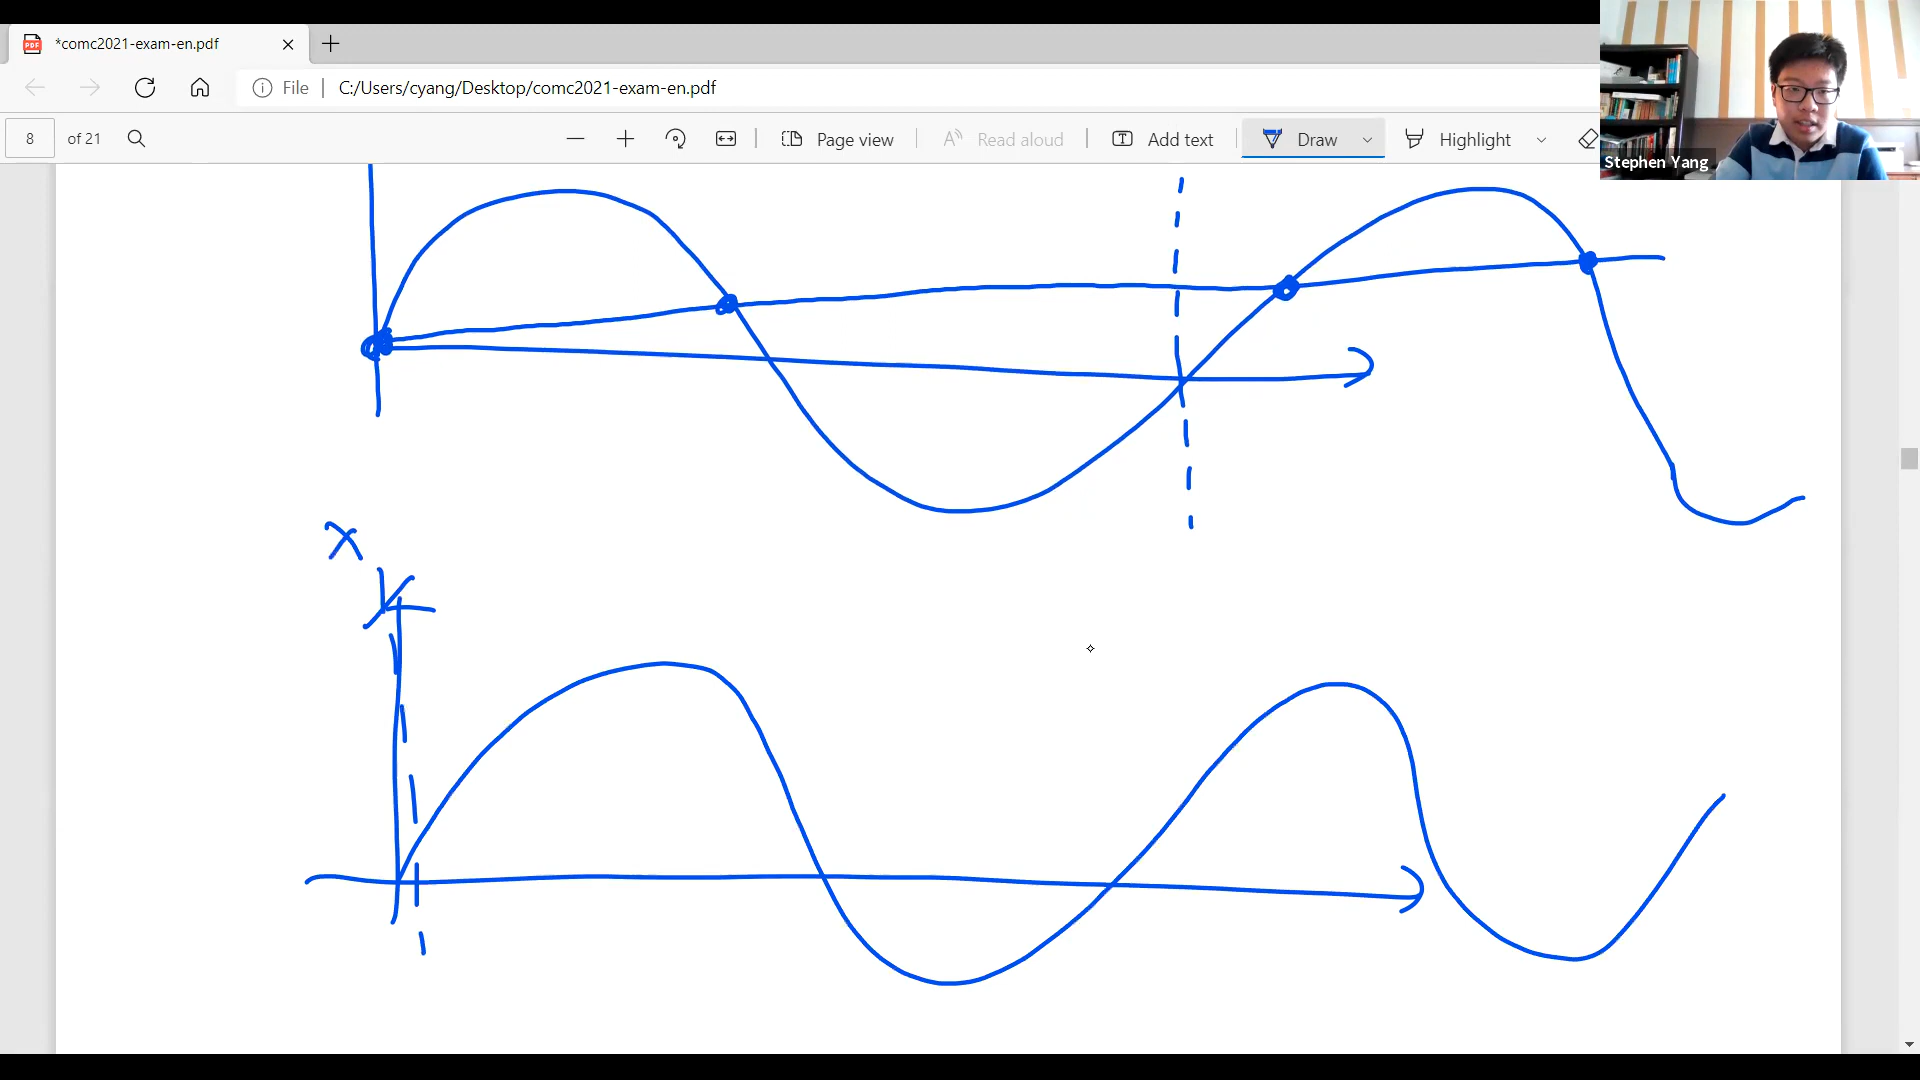 *comc2021-exam-en.pdf
File | C:/Users/cyang/Desktop/comc2021-exam-en.pdf
8 of 21 Page view Read aloud Add text Draw Highlight
Stephen Yang
x